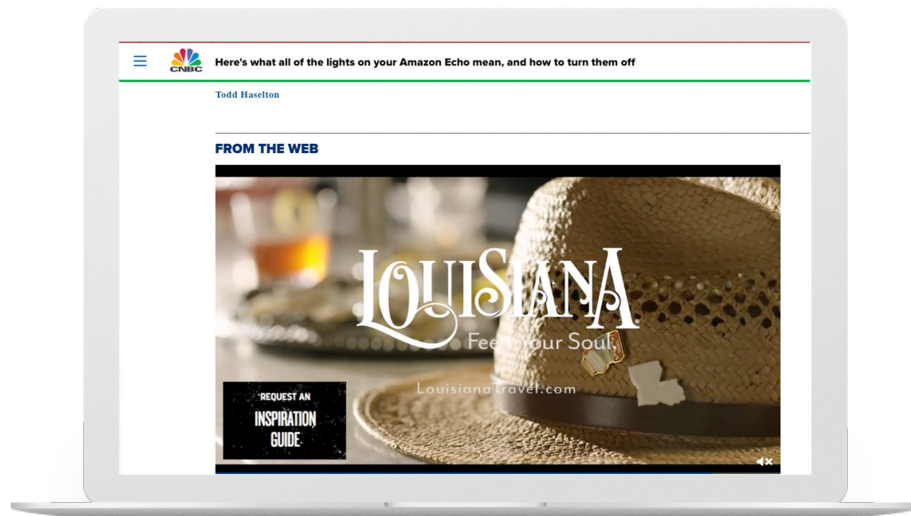 CNBC
Here's what all of the lights on your Amazon Echo mean, and how to turn them off
Todd Haselton
FROM THE WEB
LOUISIANA
Feed your Soul.
LouisianaTravel.com
REQUEST AN
INSPIRATION
GUIDE